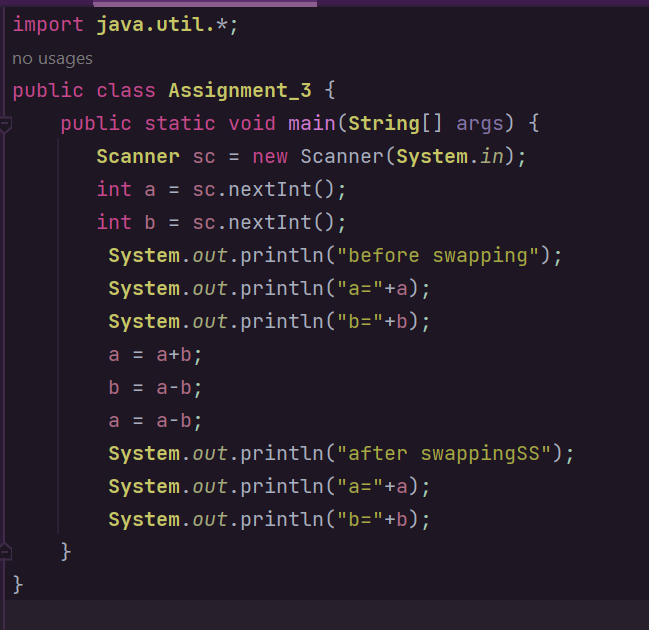 import java.util.*;
no usages
public class Assignment_3 {
public static void main(String[] args) {
Scanner sc = new Scanner(System.in);
int a = sc.nextInt();
int b = sc.nextInt();
System.out.println("before swapping");
System.out.println("a="+a);
System.out.println("b="+b);
a = a+b;
b = a-b;
a = a-b;
System.out.println("after swappingSS");
System.out.println("a="+a);
System.out.println("b="+b);
}
}